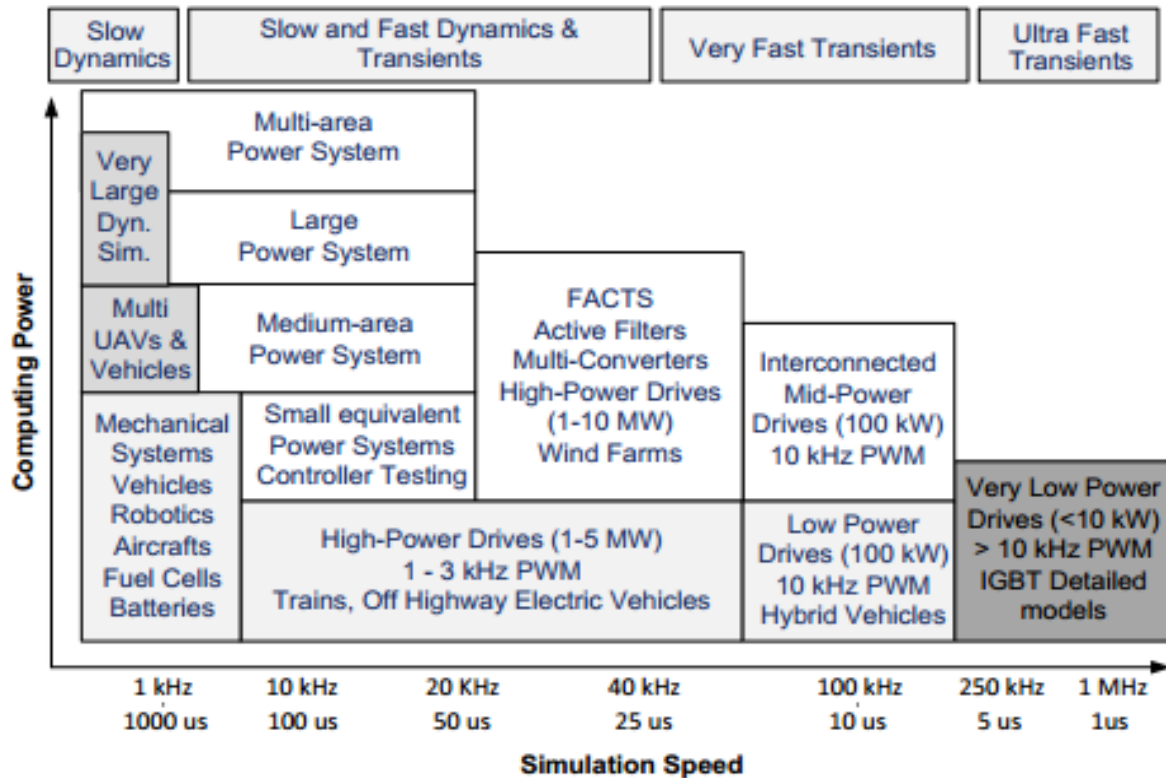 Slow
Dynamics
Slow and Fast Dynamics &
Transients
Very Fast Transients
Ultra Fast
Transients
Computing Power
Multi-area
Power System
Very
Large
Dyn.
Sim.
Large
Power System
Multi
UAVs &
Vehicles
Medium-area
Power System
FACTS
Active Filters
Multi-Converters
High-Power Drives
(1-10 MW)
Wind Farms
Interconnected
Mid-Power
Drives (100 kW)
10 kHz PWM
Mechanical
Systems
Vehicles
Robotics
Aircrafts
Fuel Cells
Batteries
Small equivalent
Power Systems
Controller Testing
High-Power Drives (1-5 MW)
1 - 3 kHz PWM
Trains, Off Highway Electric Vehicles
Low Power
Drives (100 kW)
10 kHz PWM
Hybrid Vehicles
Very Low Power
Drives (<10 kW)
> 10 kHz PWM
IGBT Detailed
models
1 kHz 10 kHz 20 KHz 40 kHz 100 kHz 250 kHz 1 MHz
1000 us 100 us 50 us 25 us 10 us 5 us 1us
Simulation Speed